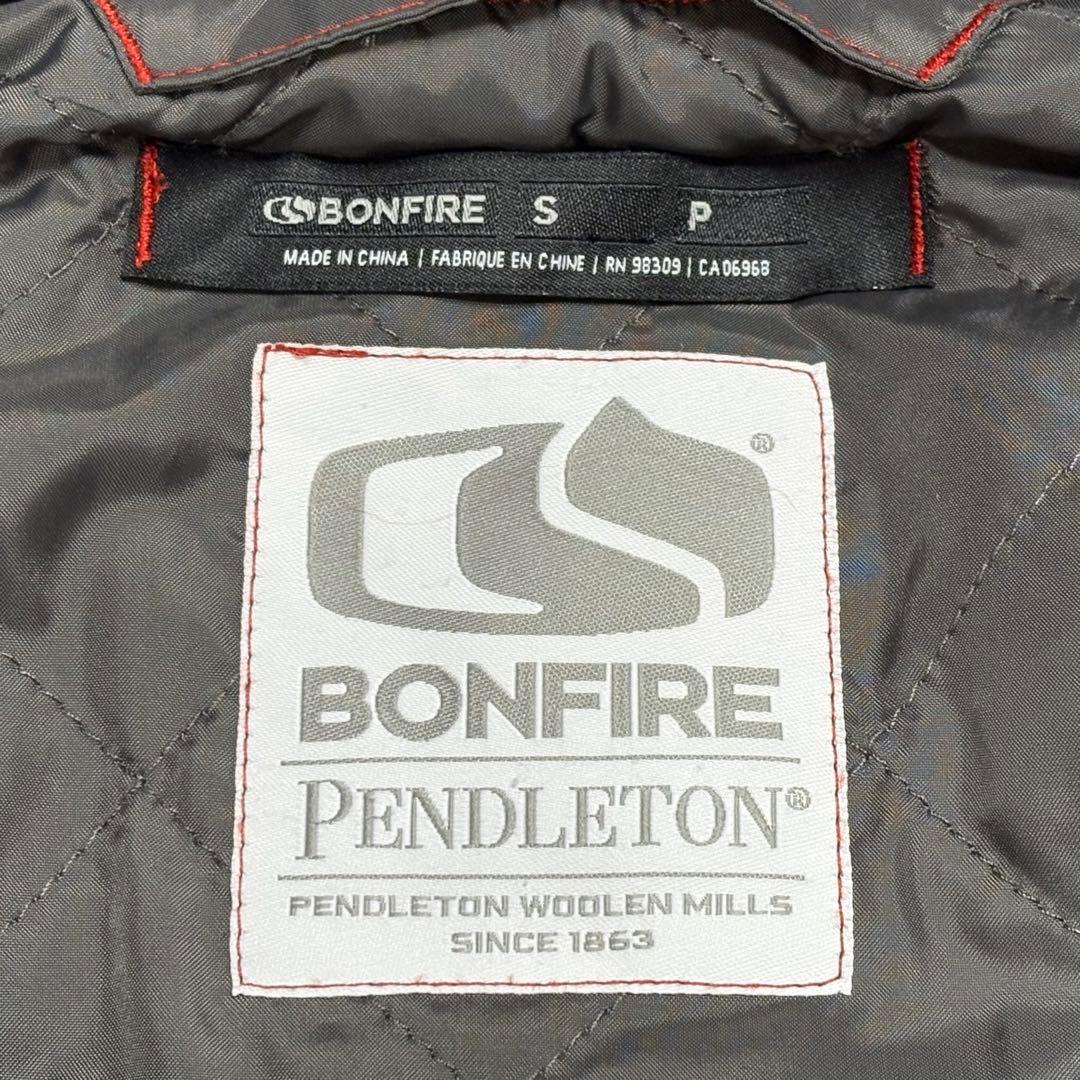 BONFIRE S P
MADE IN CHINA | FABRIQUE EN CHINE | RN 98309 | CA06968
®
BONFIRE
PENDLETON®
PENDLETON WOOLEN MILLS
SINCE 1863